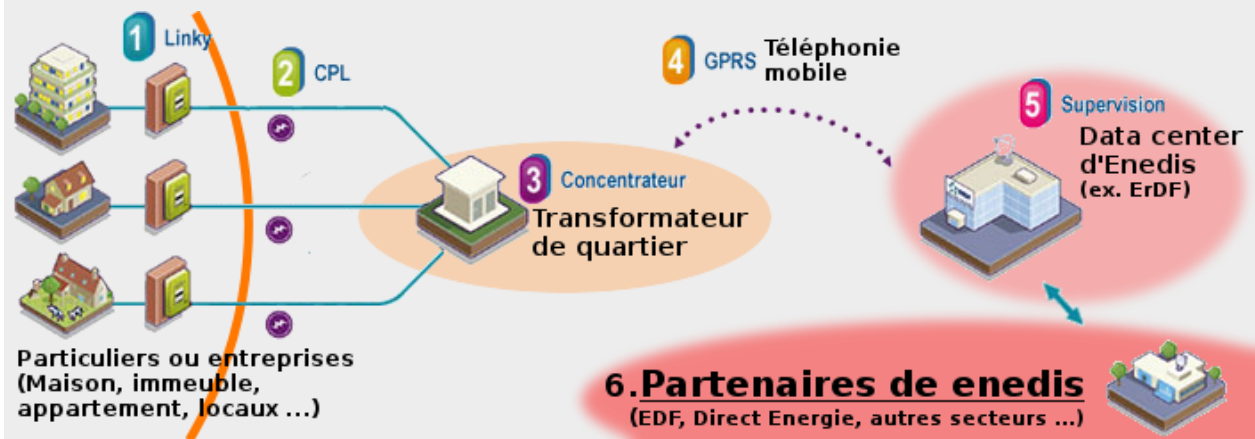 1 Linky
2 CPL
3 Concentrateur
Transformateur
de quartier
4 GPRS Téléphonie
mobile
5 Supervision
Data center
d'Enedis
(ex. ErDF)
Particuliers ou entreprises
(Maison, immeuble,
appartement, locaux ...)
6.Partenaires de enedis
(EDF, Direct Energie, autres secteurs ...)